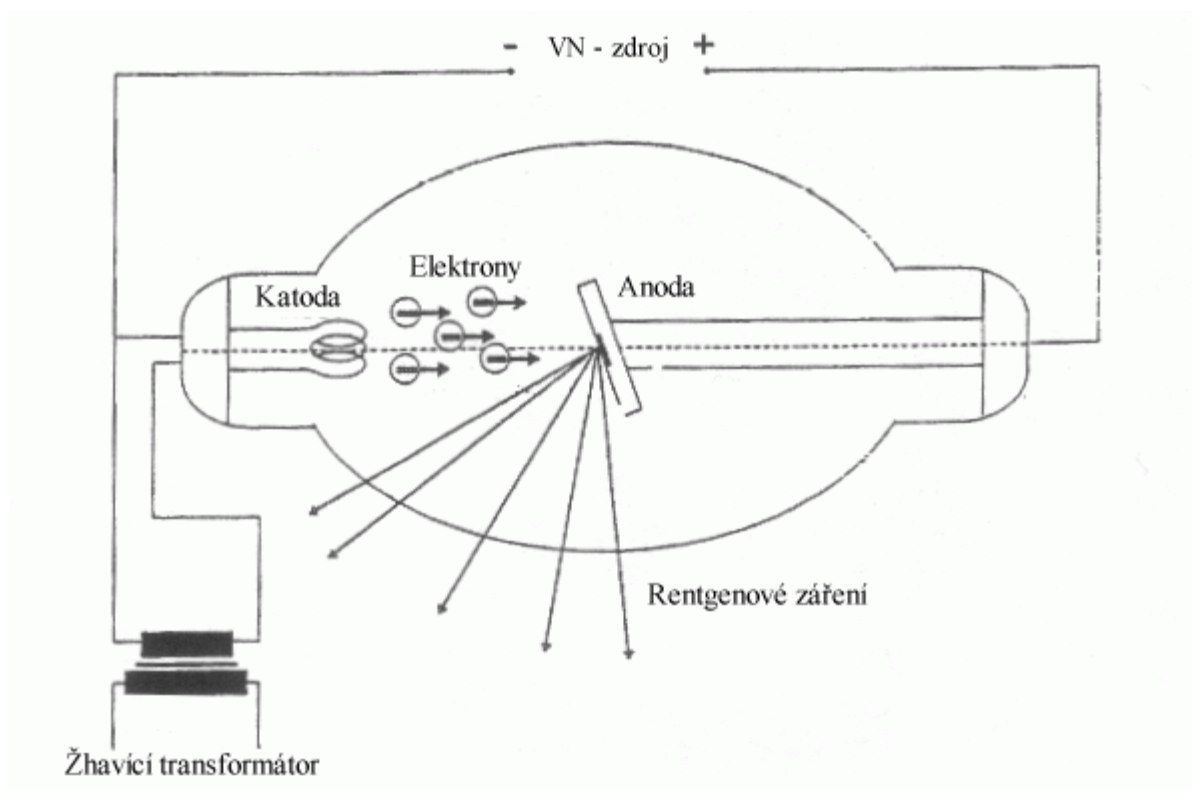 - VN - zdroj +
Elektrony
Katoda
Anoda
Rentgenové záření
Žhavící transformátor